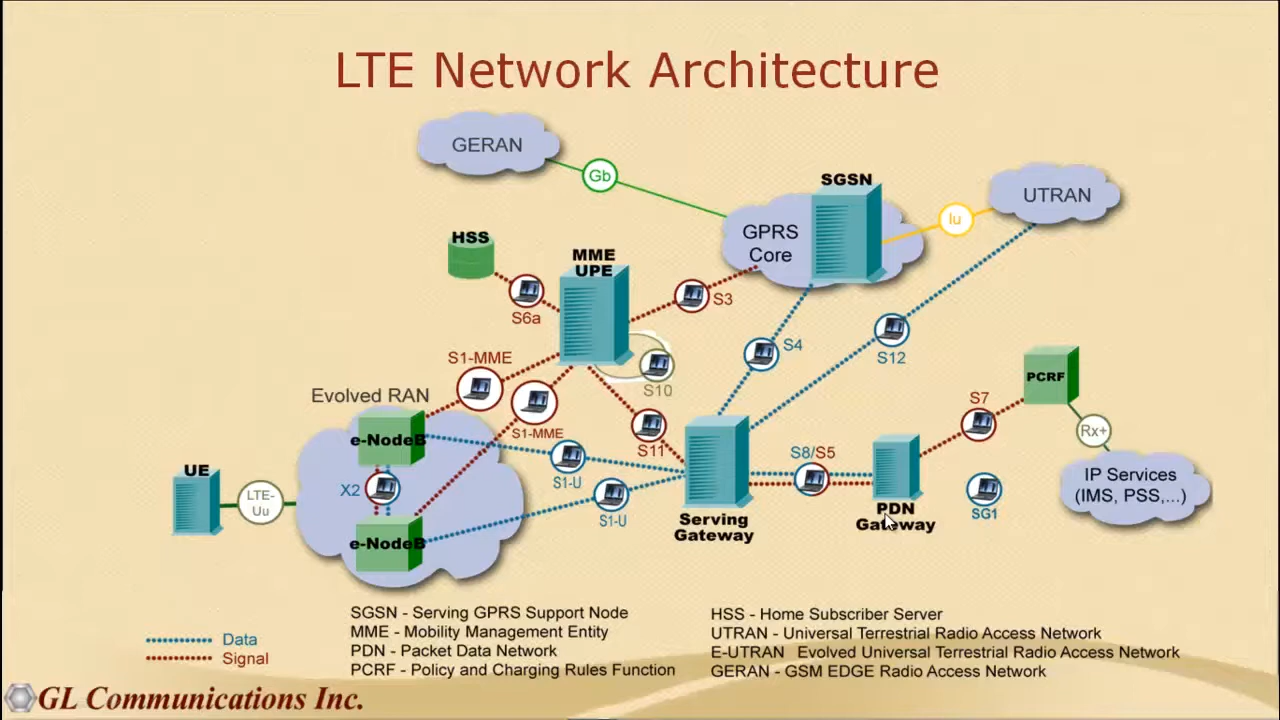 LTE Network Architecture
GERAN
Gb
SGSN
UTRAN
Iu
GPRS
Core
HSS
MME
UPE
S6a
S3
S4
S12
S10
S1-MME
S1-MME
S11
Evolved RAN
e-NodeB
X2
e-NodeB
UE
LTE-
Uu
S1-U
S1-U
Serving
Gateway
S8/S5
PDN
Gateway
S7
PCRF
Rx+
SG1
IP Services
(IMS, PSS,...)
Data
Signal
SGSN - Serving GPRS Support Node
MME - Mobility Management Entity
PDN - Packet Data Network
PCRF - Policy and Charging Rules Function
HSS - Home Subscriber Server
UTRAN - Universal Terrestrial Radio Access Network
E-UTRAN Evolved Universal Terrestrial Radio Access Network
GERAN - GSM EDGE Radio Access Network
GL Communications Inc.